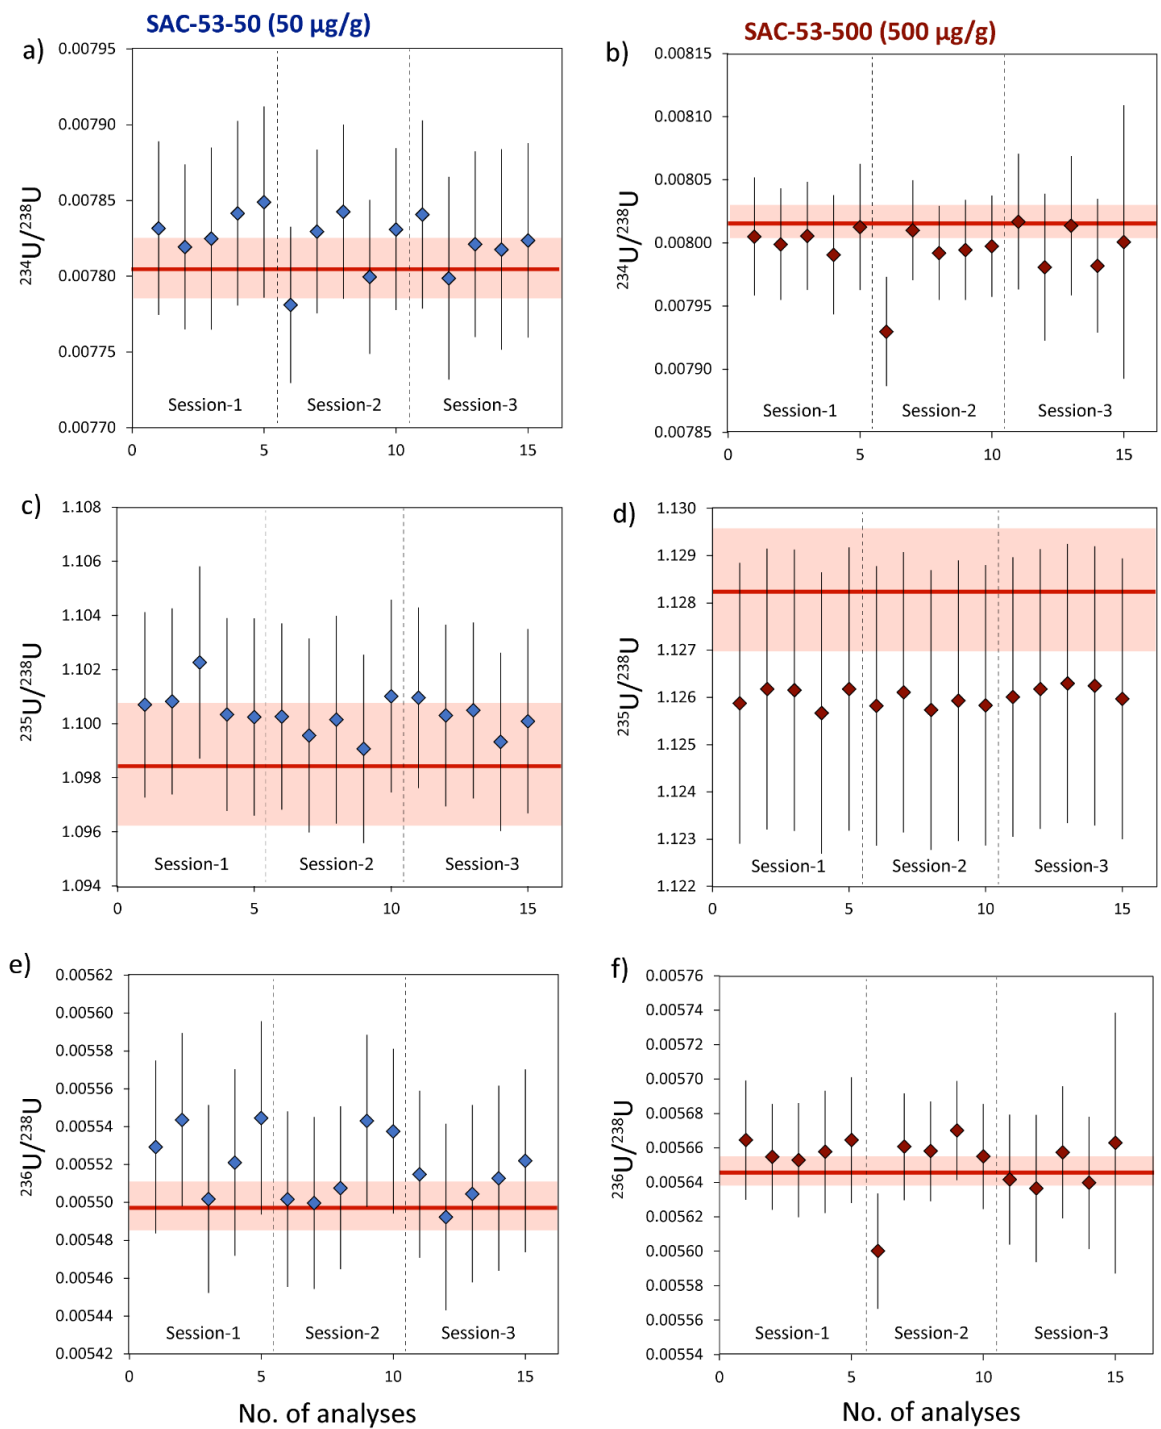 SAC-53-50 (50 µg/g)
SAC-53-500 (500 µg/g)
a)
0.00795
0.00790
0.00785
0.00780
0.00775
0.00770
²³⁴U/²³⁸U
Session-1
Session-2
Session-3
0
5
10
15
b)
0.00815
0.00810
0.00805
0.00800
0.00795
0.00790
0.00785
²³⁴U/²³⁸U
Session-1
Session-2
Session-3
0
5
10
15
c)
1.108
1.106
1.104
1.102
1.100
1.098
1.096
1.094
²³⁵U/²³⁸U
Session-1
Session-2
Session-3
0
5
10
15
d)
1.130
1.129
1.128
1.127
1.126
1.125
1.124
1.123
1.122
²³⁵U/²³⁸U
Session-1
Session-2
Session-3
0
5
10
15
e)
0.00562
0.00560
0.00558
0.00556
0.00554
0.00552
0.00550
0.00548
0.00546
0.00544
0.00542
²³⁶U/²³⁸U
Session-1
Session-2
Session-3
0
5
10
15
No. of analyses
f)
0.00576
0.00574
0.00572
0.00570
0.00568
0.00566
0.00564
0.00562
0.00560
0.00558
0.00556
0.00554
²³⁶U/²³⁸U
Session-1
Session-2
Session-3
0
5
10
15
No. of analyses